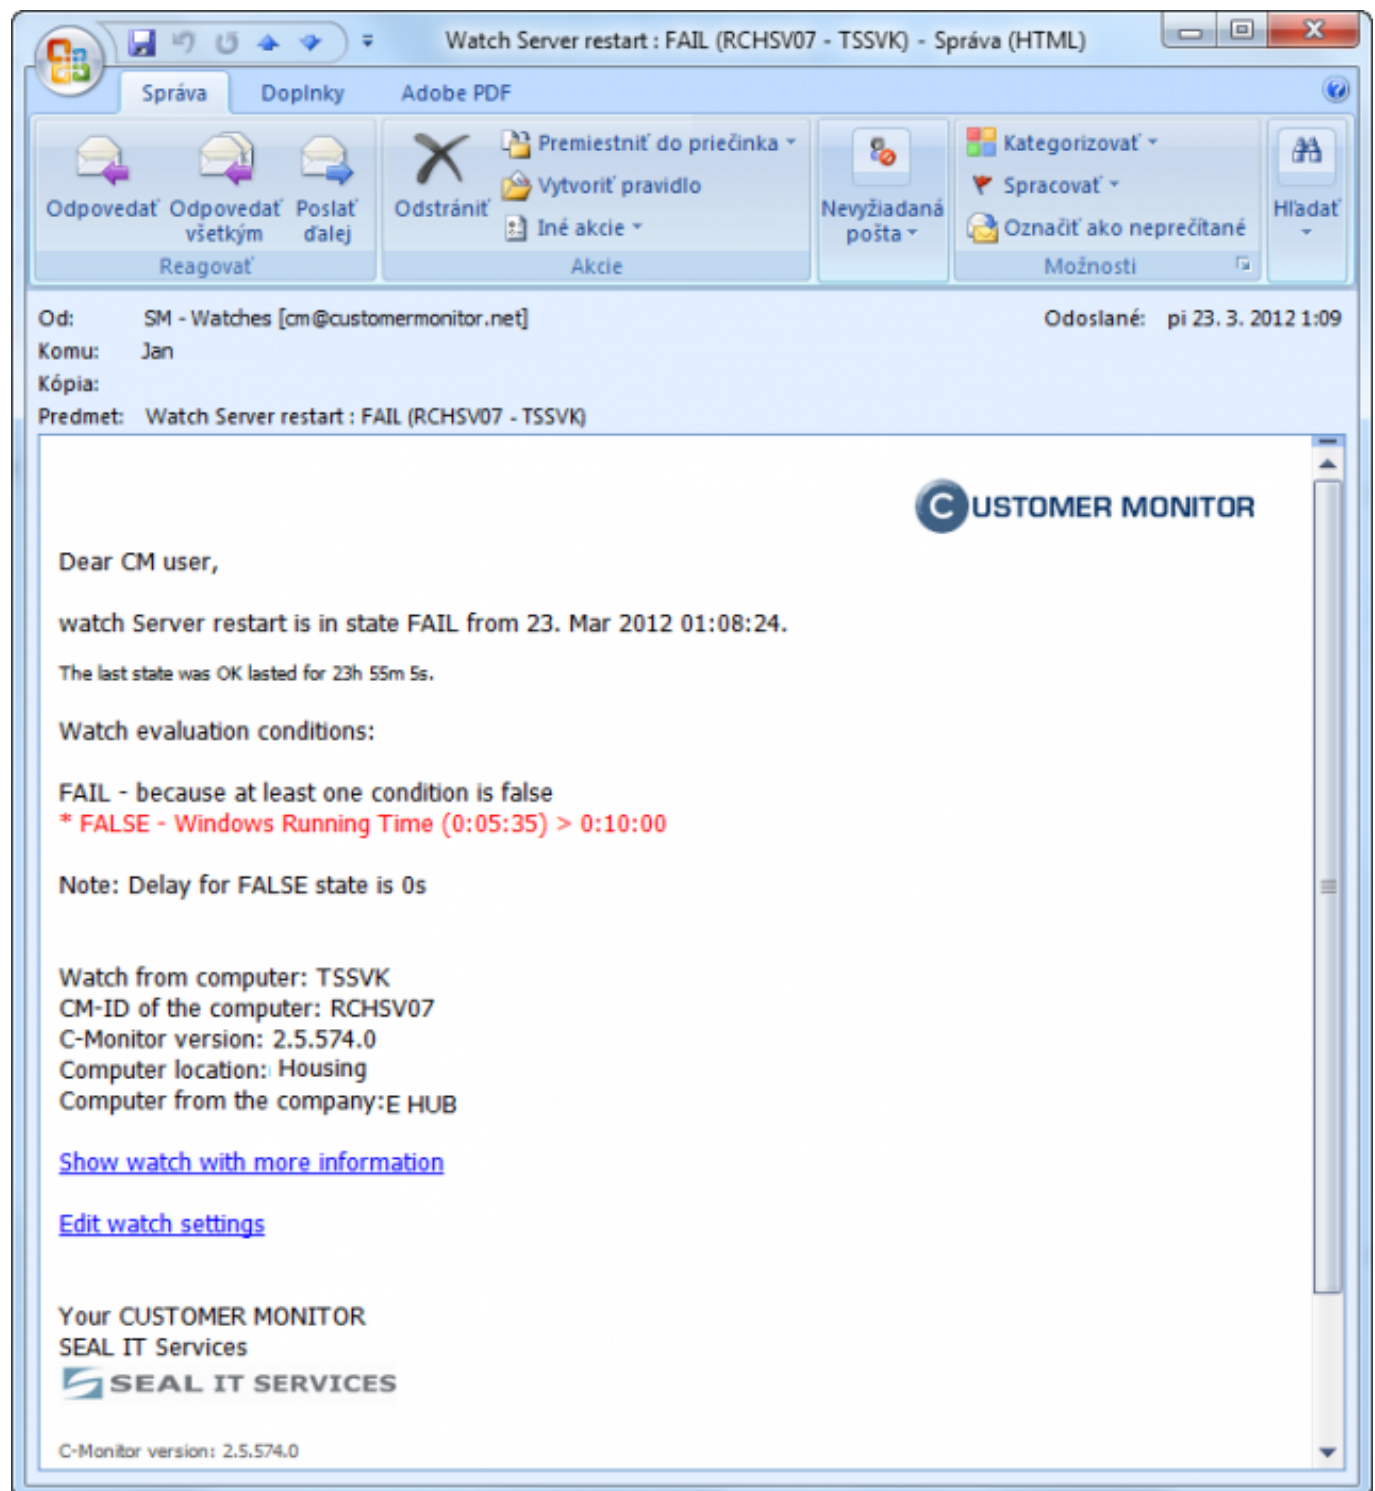 Watch Server restart : FAIL (RCHSV07 - TSSVK) - Správa (HTML)
Správa Doplnky Adobe PDF
Odpovedať Odpovedať všetkým Poslať ďalej
Reagovať
Odstrániť
Premiestniť do priečinka
Vytvoriť pravidlo
Iné akcie
Akcie
Nevyžiadaná
pošta
Kategorizovať
Spracovať
Označiť ako neprečítané
Možnosti
Hľadať
Od: SM - Watches [cm@customermonitor.net] Odoslané: pi 23. 3. 2012 1:09
Komu: Jan
Kópia:
Predmet: Watch Server restart : FAIL (RCHSV07 - TSSVK)
CUSTOMER MONITOR
Dear CM user,
watch Server restart is in state FAIL from 23. Mar 2012 01:08:24.
The last state was OK lasted for 23h 55m 5s.
Watch evaluation conditions:
FAIL - because at least one condition is false
* FALSE - Windows Running Time (0:05:35) > 0:10:00
Note: Delay for FALSE state is 0s
Watch from computer: TSSVK
CM-ID of the computer: RCHSV07
C-Monitor version: 2.5.574.0
Computer location: Housing
Computer from the company:E HUB
Show watch with more information
Edit watch settings
Your CUSTOMER MONITOR
SEAL IT Services
SEAL IT SERVICES
C-Monitor version: 2.5.574.0